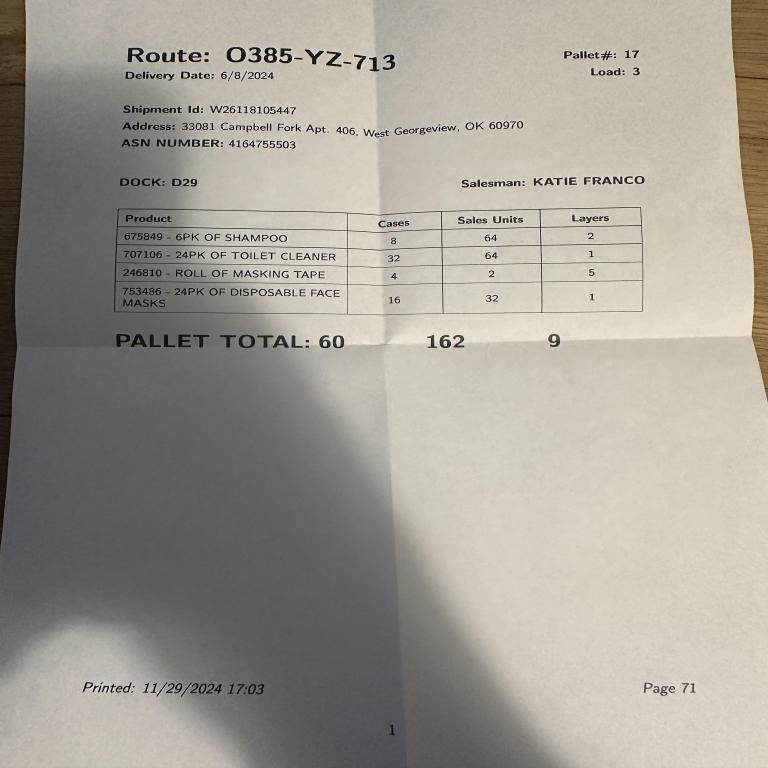 Route: O385-YZ-713
Pallet#: 17
Delivery Date: 6/8/2024
Load: 3
Shipment Id: W26118105447
Address: 33081 Campbell Fork Apt. 406, West Georgeview, OK 60970
ASN NUMBER: 4164755503
DOCK: D29
Salesman: KATIE FRANCO
Product Cases Sales Units Layers
675849 - 6PK OF SHAMPOO 8 64 2
707106 - 24PK OF TOILET CLEANER 32 64 1
246810 - ROLL OF MASKING TAPE 4 2 5
753486 - 24PK OF DISPOSABLE FACE
MASKS 16 32 1
PALLET TOTAL: 60 162 9
Printed: 11/29/2024 17:03
Page 71
1